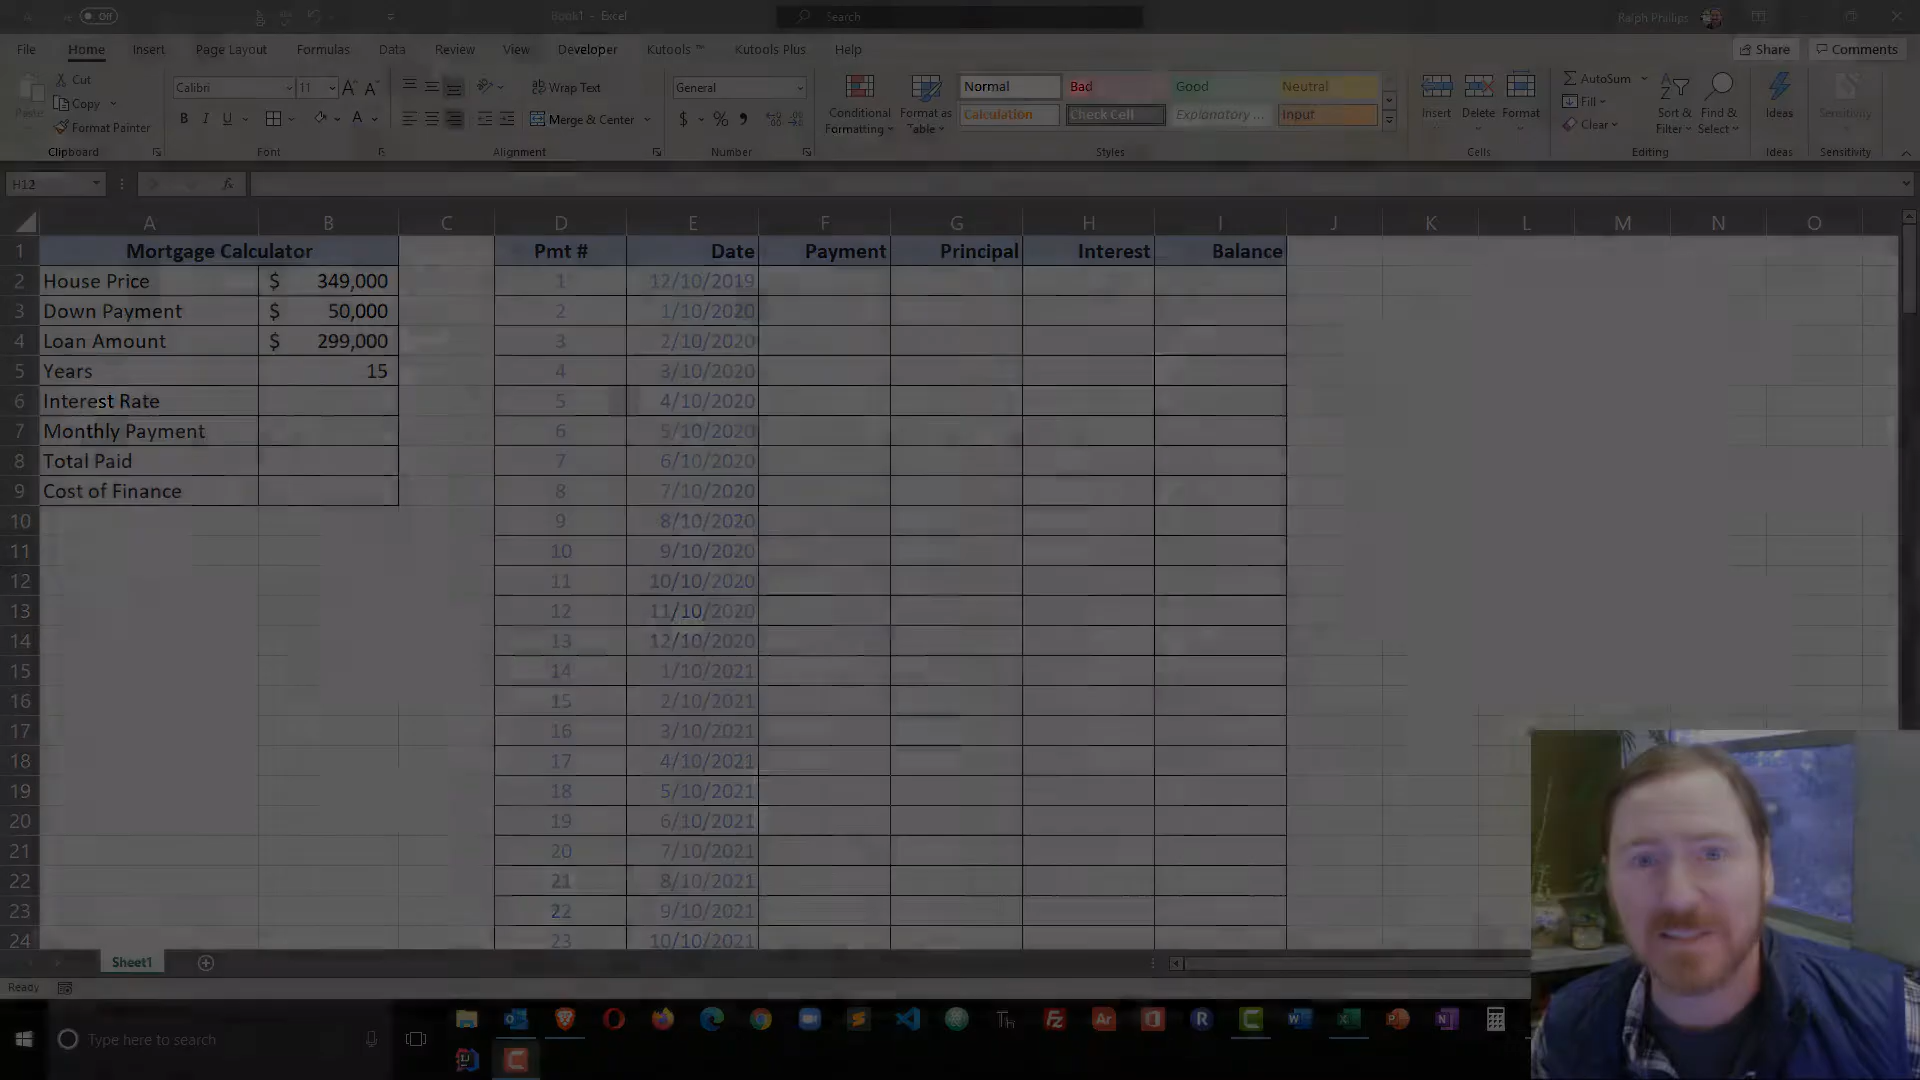 Off
Book1 - Excel
Search
Ralph Phillips
File Home Insert Page Layout Formulas Data Review View Developer Kutools ™ Kutools Plus Help
Share
Comments
Paste
Cut
Copy
Format Painter
Clipboard
Calibri 11
B I U
Font
Wrap Text
Merge & Center
Alignment
General
$ % ,
Number
Conditional Formatting
Format as Table
Normal Bad Good Neutral
Calculation Check Cell Explanatory ... Input
Styles
Insert Delete Format
Cells
AutoSum
Fill
Clear
Sort & Filter
Find & Select
Editing
Ideas
Ideas
Sensitivity
Sensitivity
H12 fx
A B C D E F G H I J K L M N O
1 Mortgage Calculator Pmt # Date Payment Principal Interest Balance
2 House Price $ 349,000 1 12/10/2019
3 Down Payment $ 50,000 2 1/10/2020
4 Loan Amount $ 299,000 3 2/10/2020
5 Years 15 4 3/10/2020
6 Interest Rate 5 4/10/2020
7 Monthly Payment 6 5/10/2020
8 Total Paid 7 6/10/2020
9 Cost of Finance 8 7/10/2020
10 9 8/10/2020
11 10 9/10/2020
12 11 10/10/2020
13 12 11/10/2020
14 13 12/10/2020
15 14 1/10/2021
16 15 2/10/2021
17 16 3/10/2021
18 17 4/10/2021
19 18 5/10/2021
20 19 6/10/2021
21 20 7/10/2021
22 21 8/10/2021
23 22 9/10/2021
24 23 10/10/2021
Sheet1
Ready
Type here to search